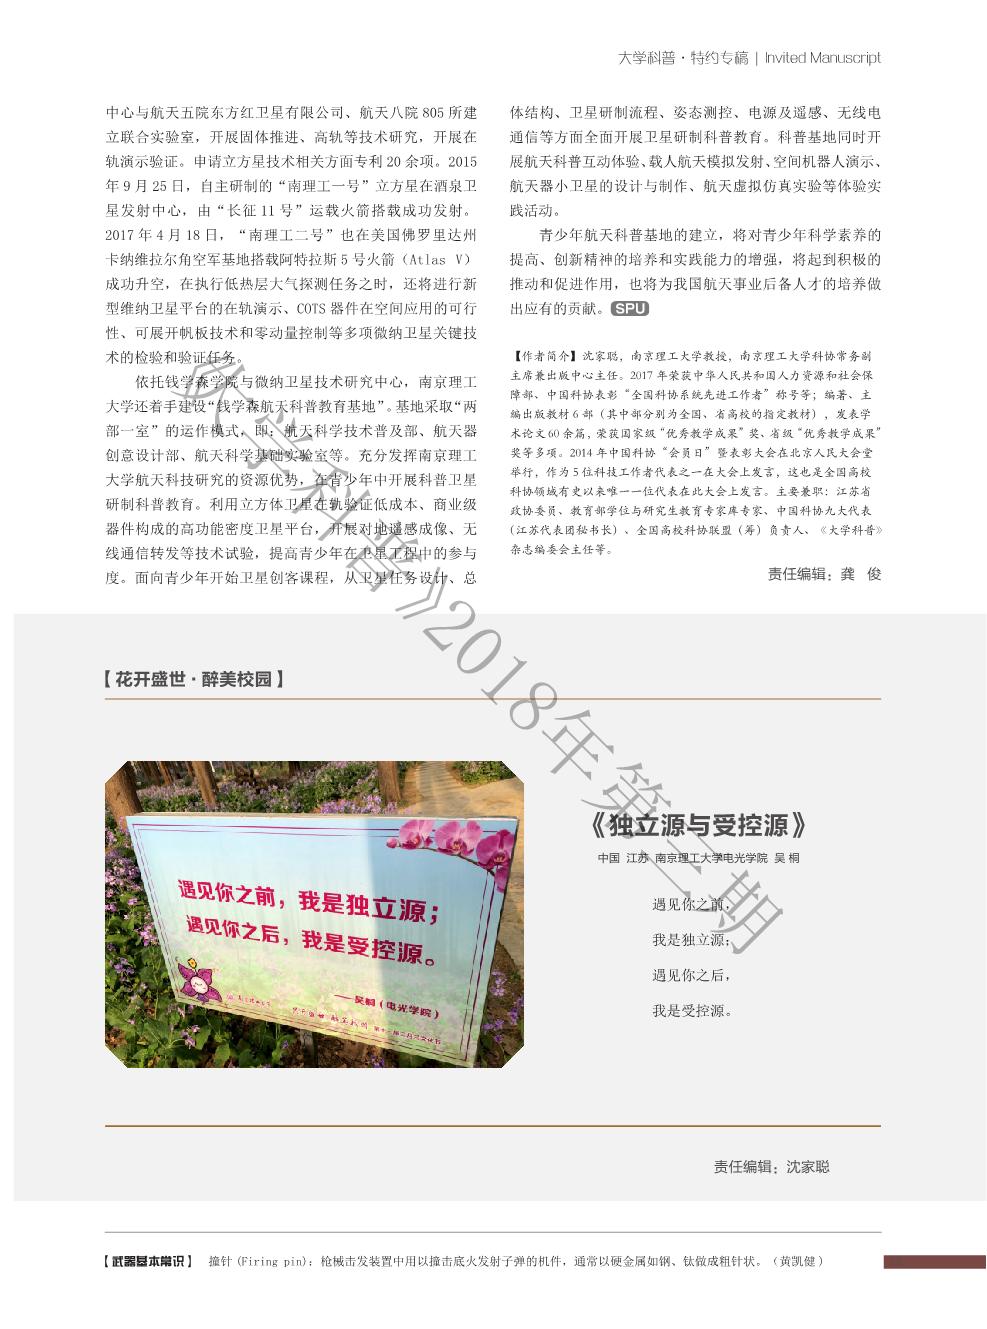 大学科普·特约专稿 | Invited Manuscript
中心与航天五院东方红卫星有限公司、航天八院 805 所建
立联合实验室，开展固体推进、高轨等技术研究，开展在
轨演示验证。申请立方星技术相关方面专利 20 余项。2015
年 9 月 25 日，自主研制的“南理工一号”立方星在酒泉卫
星发射中心，由“长征 11 号”运载火箭搭载成功发射。
2017 年 4 月 18 日，“南理工二号”也在美国佛罗里达州
卡纳维拉尔角空军基地搭载阿特拉斯 5 号火箭（Atlas V）
成功升空，在执行低热层大气探测任务之时，还将进行新
型维纳卫星平台的在轨演示、COTS 器件在空间应用的可行
性、可展开帆板技术和零动量控制等多项微纳卫星关键技
术的检验和验证任务。
依托钱学森学院与微纳卫星技术研究中心，南京理工
大学还着手建设“钱学森航天科普教育基地”。基地采取“两
部一室”的运作模式，即：航天科学技术普及部、航天器
创意设计部、航天科学基础实验室等。充分发挥南京理工
大学航天科技研究的资源优势，在青少年中开展科普卫星
研制科普教育。利用立方体卫星在轨验证低成本、商业级
器件构成的高功能密度卫星平台，开展对地遥感成像、无
线通信转发等技术试验，提高青少年在卫星工程中的参与
度。面向青少年开始卫星创客课程，从卫星任务设计、总
体结构、卫星研制流程、姿态测控、电源及遥感、无线电
通信等方面全面开展卫星研制科普教育。科普基地同时开
展航天科普互动体验、载人航天模拟发射、空间机器人演示、
航天器小卫星的设计与制作、航天虚拟仿真实验等体验实
践活动。
青少年航天科普基地的建立，将对青少年科学素养的
提高、创新精神的培养和实践能力的增强，将起到积极的
推动和促进作用，也将为我国航天事业后备人才的培养做
出应有的贡献。SPU
【作者简介】沈家聪，南京理工大学教授，南京理工大学科协常务副
主席兼出版中心主任。2017 年荣获中华人民共和国人力资源和社会保
障部、中国科协表彰“全国科协系统先进工作者”称号等；编著、主
编出版教材 6 部（其中部分别为全国、省高校的指定教材），发表学
术论文 60 余篇，荣获国家级“优秀教学成果”奖、省级“优秀教学成果”
奖等多项。2014 年中国科协“会员日”暨表彰大会在北京人民大会堂
举行，作为 5 位科技工作者代表之一在大会上发言，这也是全国高校
科协领域有史以来唯一一位代表在此大会上发言。主要兼职：江苏省
政协委员、教育部学位与研究生教育专家库专家、中国科协九大代表
（江苏代表团秘书长）、全国高校科协联盟（筹）负责人、《大学科普》
杂志编委会主任等。
责任编辑：龚 俊
《大学科普》2018年第三期
【花开盛世·醉美校园】
遇见你之前，我是独立源；
遇见你之后，我是受控源。
——吴桐（电光学院）
《独立源与受控源》
中国 江苏 南京理工大学电光学院 吴 桐
遇见你之前，
我是独立源；
遇见你之后，
我是受控源。
责任编辑：沈家聪
【武器基本常识】 撞针 (Firing pin)：枪械击发装置中用以撞击底火发射子弹的机件，通常以硬金属如钢、钛做成粗针状。（黄凯健）